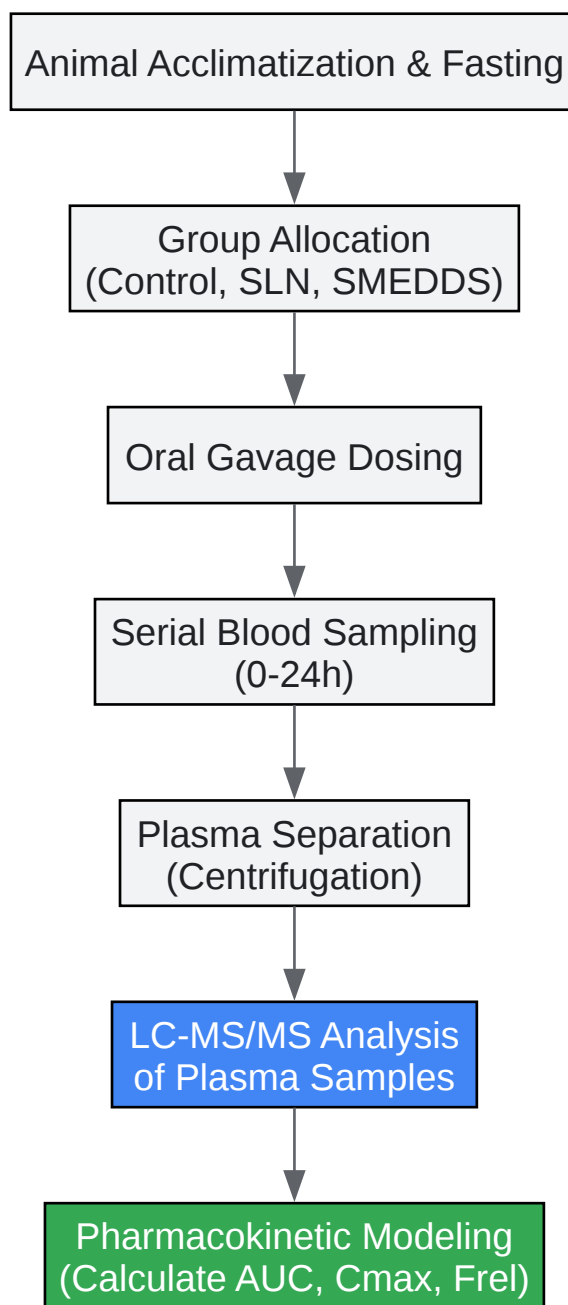 Animal Acclimatization & Fasting
Group Allocation
(Control, SLN, SMEDDS)
Oral Gavage Dosing
Serial Blood Sampling
(0-24h)
Plasma Separation
(Centrifugation)
LC-MS/MS Analysis
of Plasma Samples
Pharmacokinetic Modeling
(Calculate AUC, Cmax, Frel)